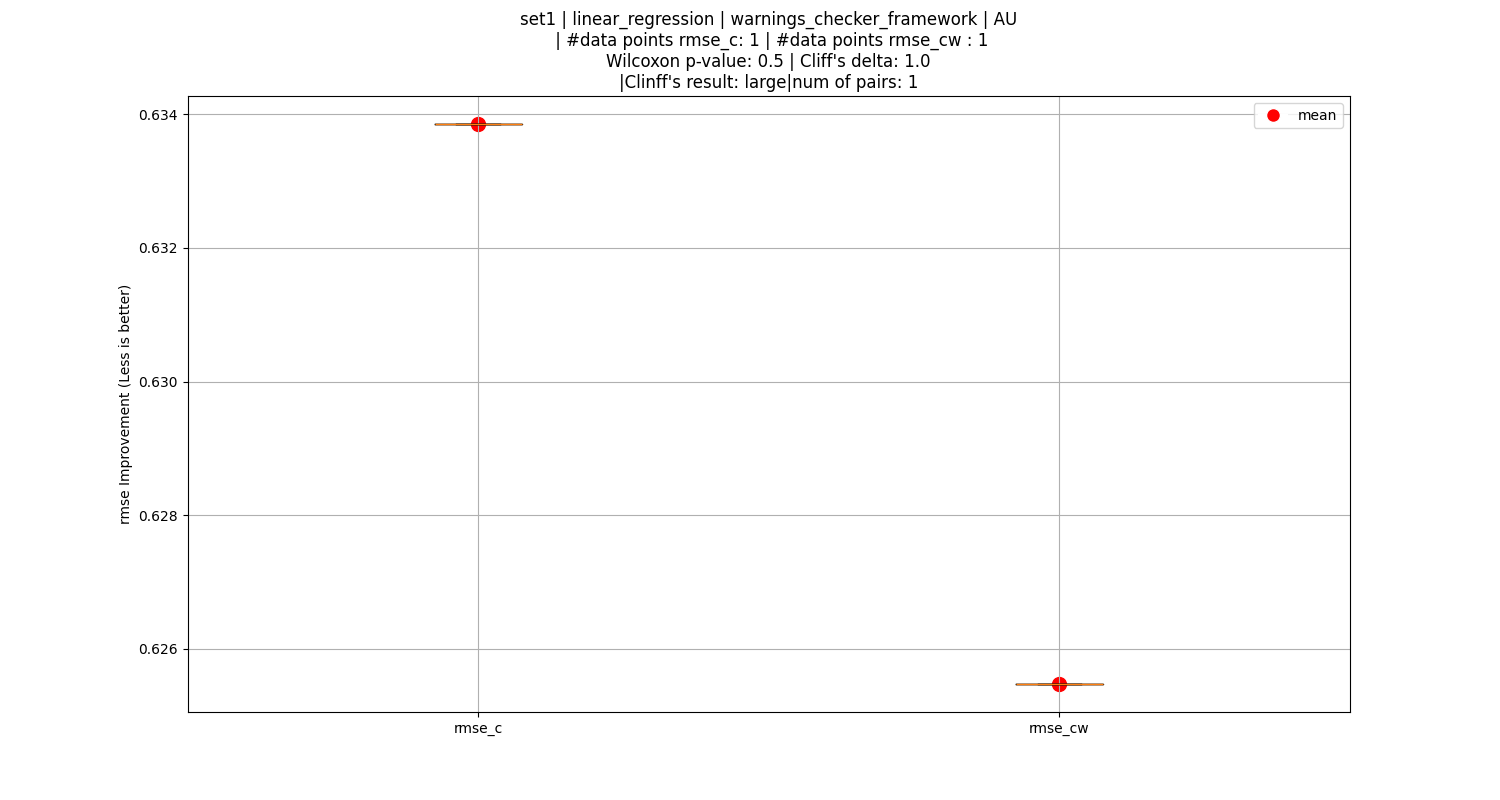 set1 | linear_regression | warnings_checker_framework | AU
| #data points rmse_c: 1 | #data points rmse_cw : 1
Wilcoxon p-value: 0.5 | Cliff's delta: 1.0
|Clinff's result: large|num of pairs: 1
mean
rmse Improvement (Less is better)
0.634
0.632
0.630
0.628
0.626
rmse_c
rmse_cw